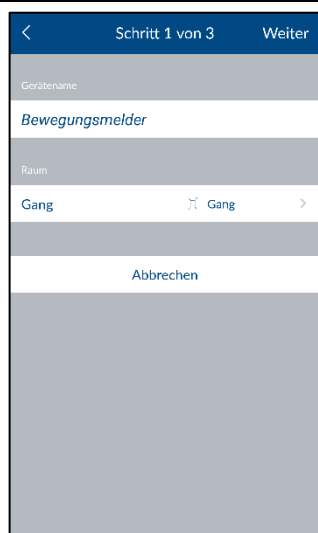 Schritt 1 von 3 Weiter
Gerätename
Bewegungsmelder
Raum
Gang Gang
Abbrechen